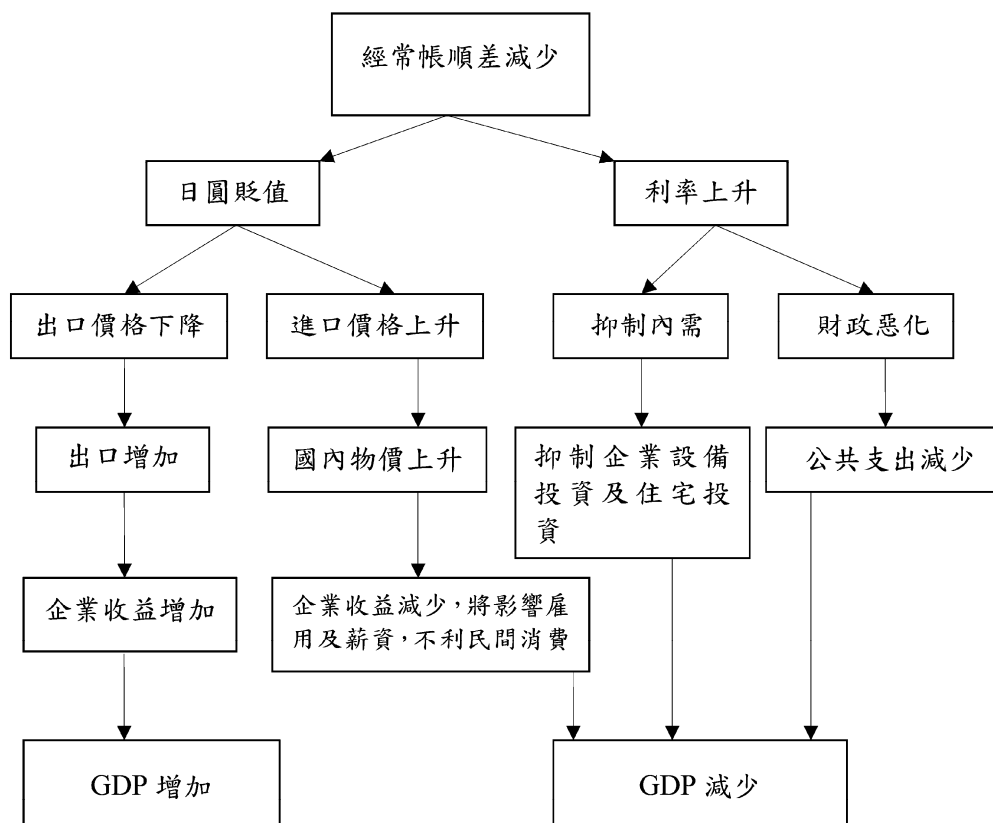 經常帳順差減少
日圓貶值
利率上升
出口價格下降
進口價格上升
抑制內需
財政惡化
出口增加
國內物價上升
抑制企業設備
投資及住宅投
資
公共支出減少
企業收益增加
企業收益減少，將影響雇
用及薪資，不利民間消費
GDP 增加
GDP 減少